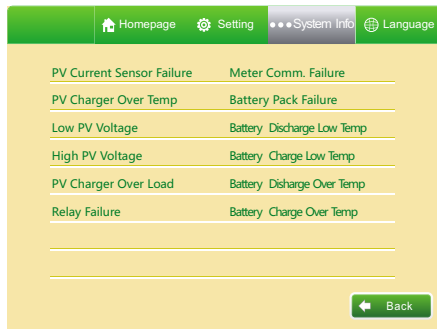 Homepage Setting System Info Language
PV Current Sensor Failure Meter Comm. Failure
PV Charger Over Temp Battery Pack Failure
Low PV Voltage Battery Discharge Low Temp
High PV Voltage Battery Charge Low Temp
PV Charger Over Load Battery Disharge Over Temp
Relay Failure Battery Charge Over Temp
Back